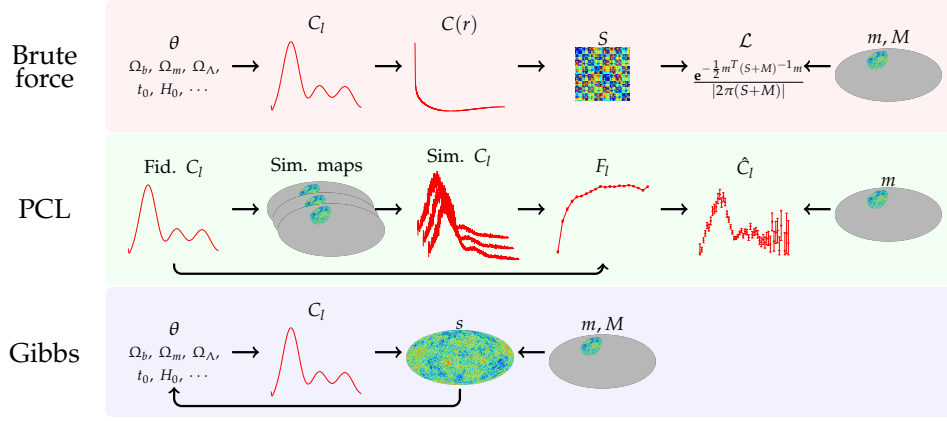 Brute
force
θ
Ω_b, Ω_m, Ω_Λ,
t_0, H_0, ···
C_l
C(r)
S
ℒ
e^{-½ m^T (S+M)^{-1} m}
|2π(S+M)|
m, M
PCL
Fid. C_l
Sim. maps
Sim. C_l
F_l
Ĉ_l
m
Gibbs
θ
Ω_b, Ω_m, Ω_Λ,
t_0, H_0, ···
C_l
s
m, M